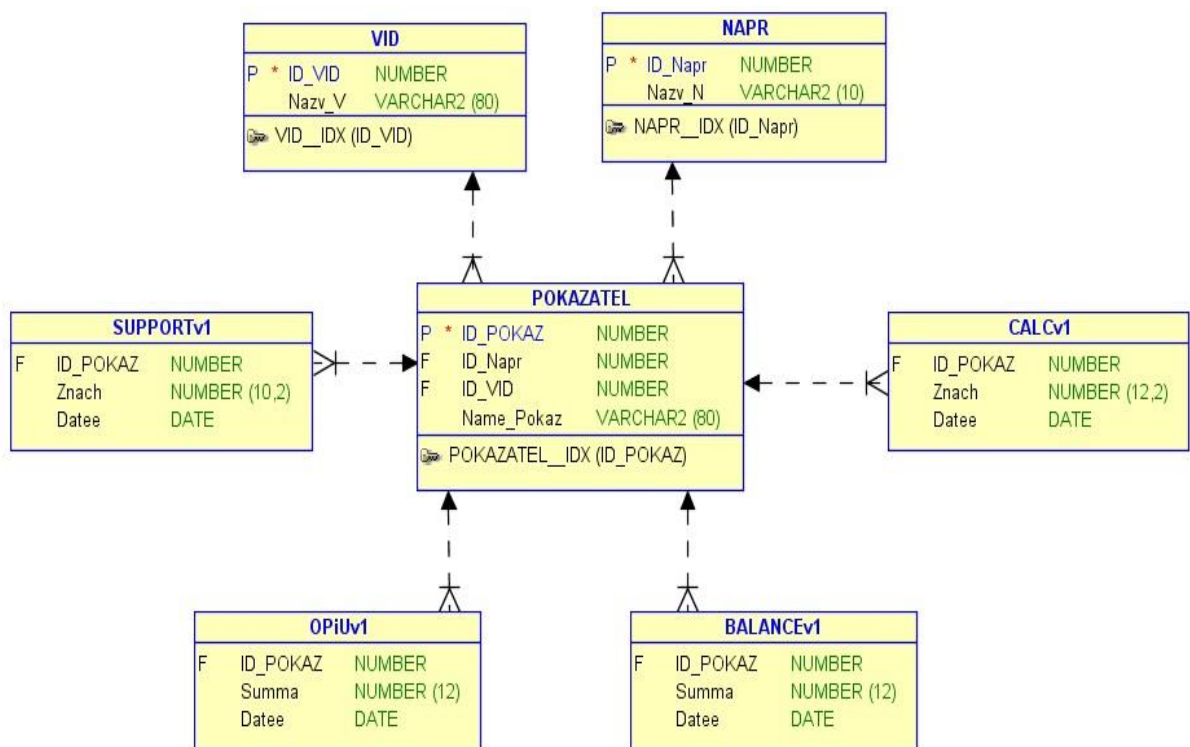 VID
P * ID_VID NUMBER
Nazv_V VARCHAR2 (80)
VID__IDX (ID_VID)
NAPR
P * ID_Napr NUMBER
Nazv_N VARCHAR2 (10)
NAPR__IDX (ID_Napr)
SUPPORTv1
F ID_POKAZ NUMBER
Znach NUMBER (10,2)
Datee DATE
POKAZATEL
P * ID_POKAZ NUMBER
F ID_Napr NUMBER
F ID_VID NUMBER
Name_Pokaz VARCHAR2 (80)
POKAZATEL__IDX (ID_POKAZ)
CALCv1
F ID_POKAZ NUMBER
Znach NUMBER (12,2)
Datee DATE
OPiUv1
F ID_POKAZ NUMBER
Summa NUMBER (12)
Datee DATE
BALANCEv1
F ID_POKAZ NUMBER
Summa NUMBER (12)
Datee DATE